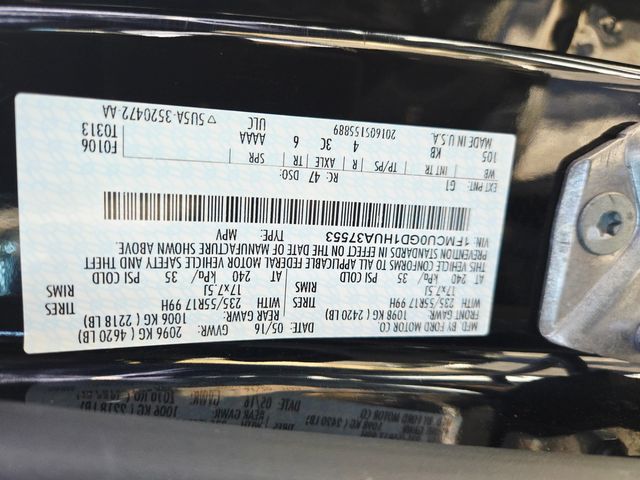 MFD BY FORD MOTOR CO.
DATE: 05/16 GVWR: 2096 KG ( 4620 LB)
FRONT GAWR: 1098 KG ( 2420 LB) REAR GAWR: 1006 KG ( 2218 LB)
235/55R17 99H WITH TIRES 235/55R17 99H WITH TIRES
17x7.5J RIMS 17x7.5J RIMS
AT 240 kPa/ 35 PSI COLD AT 240 kPa/ 35 PSI COLD
THIS VEHICLE CONFORMS TO ALL APPLICABLE FEDERAL MOTOR VEHICLE SAFETY AND THEFT
PREVENTION STANDARDS IN EFFECT ON THE DATE OF MANUFACTURE SHOWN ABOVE.
VIN: 1FMCU0GD1HUA37553 TYPE: MPV
EXT PNT: G1 RC: 47 DSO:
WB INT TR TP/PS AXLE TR SPR
105 KB 4 3C 6 AAAA F0106
MADE IN U.S.A. 201605155889 ULC T0313
5U5A-3520472-AA